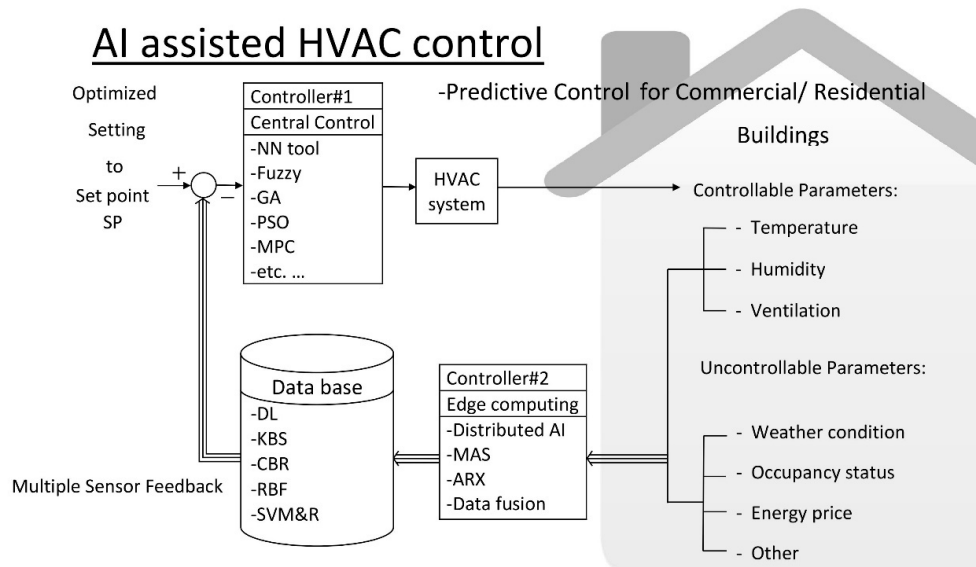 AI assisted HVAC control
Optimized
Setting
to
Set point
SP
+
−
Controller#1
Central Control
-NN tool
-Fuzzy
-GA
-PSO
-MPC
-etc. ...
HVAC
system
-Predictive Control for Commercial/ Residential
Buildings
Controllable Parameters:
- Temperature
- Humidity
- Ventilation
Uncontrollable Parameters:
- Weather condition
- Occupancy status
- Energy price
- Other
Controller#2
Edge computing
-Distributed AI
-MAS
-ARX
-Data fusion
Data base
-DL
-KBS
-CBR
-RBF
-SVM&R
Multiple Sensor Feedback